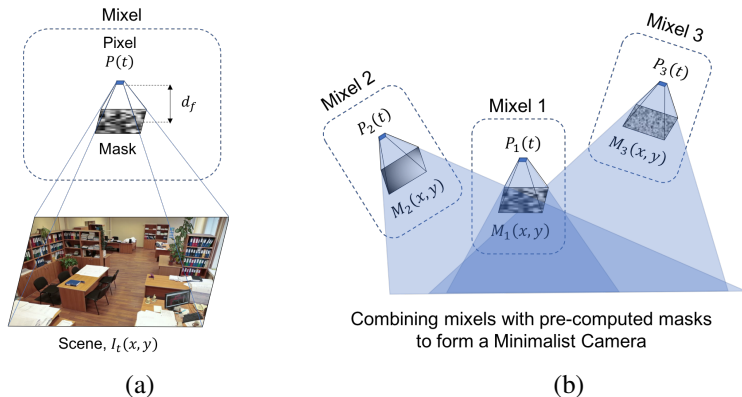 Mixel
Pixel
P(t)
d_f
Mask
Scene, I_t(x, y)
(a)
Mixel 2
P_2(t)
M_2(x, y)
Mixel 1
P_1(t)
M_1(x, y)
Mixel 3
P_3(t)
M_3(x, y)
Combining mixels with pre-computed masks
to form a Minimalist Camera
(b)